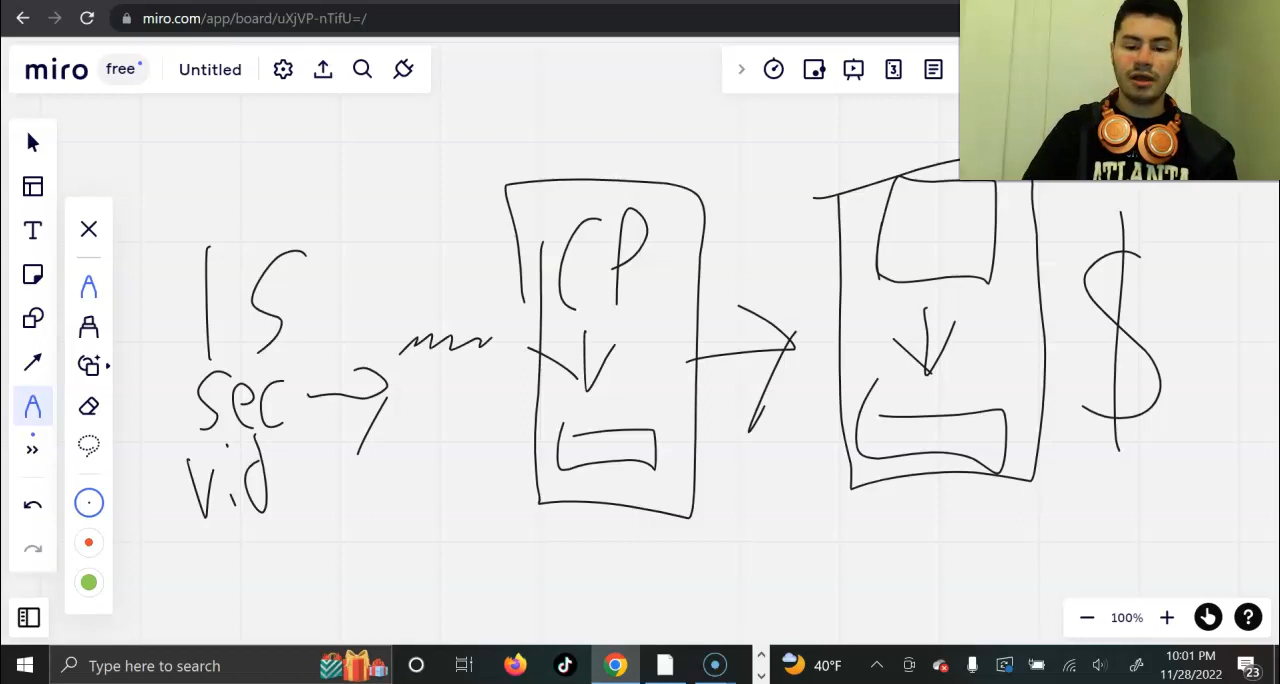 miro.com/app/board/uXjVP-nTifU=/
miro free Untitled
3
ATLANTA
15
sec
vid
CP
$
100%
?
Type here to search
40°F
10:01 PM
11/28/2022
23